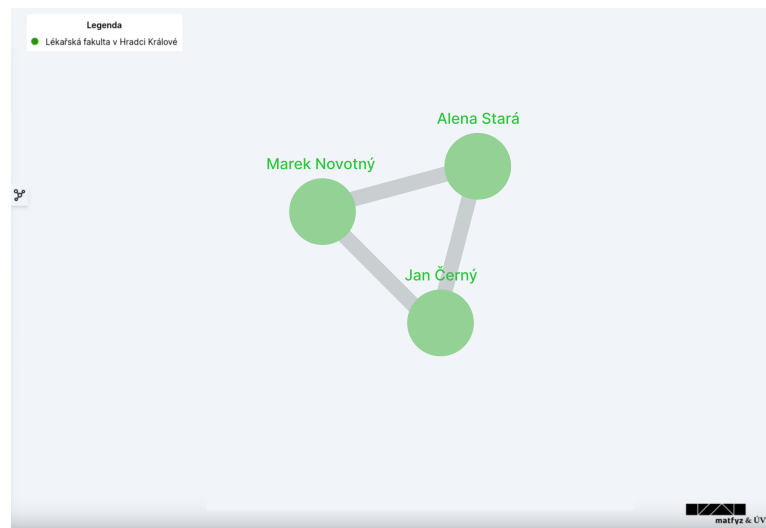 Legenda
Lékařská fakulta v Hradci Králové
Alena Stará
Marek Novotný
Jan Černý
matfyz & ÚV